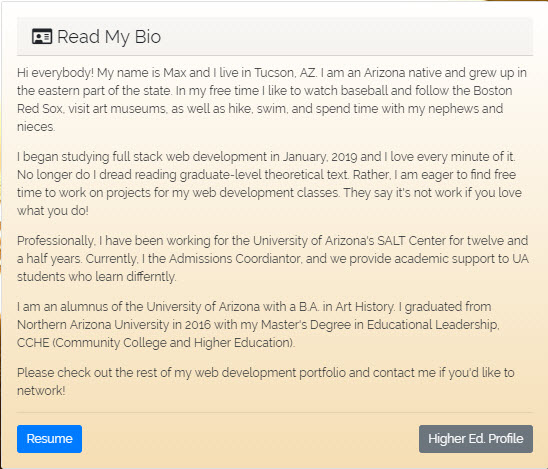 Read My Bio
Hi everybody! My name is Max and I live in Tucson, AZ. I am an Arizona native and grew up in
the eastern part of the state. In my free time I like to watch baseball and follow the Boston
Red Sox, visit art museums, as well as hike, swim, and spend time with my nephews and
nieces.
I began studying full stack web development in January, 2019 and I love every minute of it.
No longer do I dread reading graduate-level theoretical text. Rather, I am eager to find free
time to work on projects for my web development classes. They say it's not work if you love
what you do!
Professionally, I have been working for the University of Arizona's SALT Center for twelve and
a half years. Currently, I the Admissions Coordiantor, and we provide academic support to UA
students who learn differntly.
I am an alumnus of the University of Arizona with a B.A. in Art History. I graduated from
Northern Arizona University in 2016 with my Master's Degree in Educational Leadership,
CCHE (Community College and Higher Education).
Please check out the rest of my web development portfolio and contact me if you'd like to
network!
Resume
Higher Ed. Profile